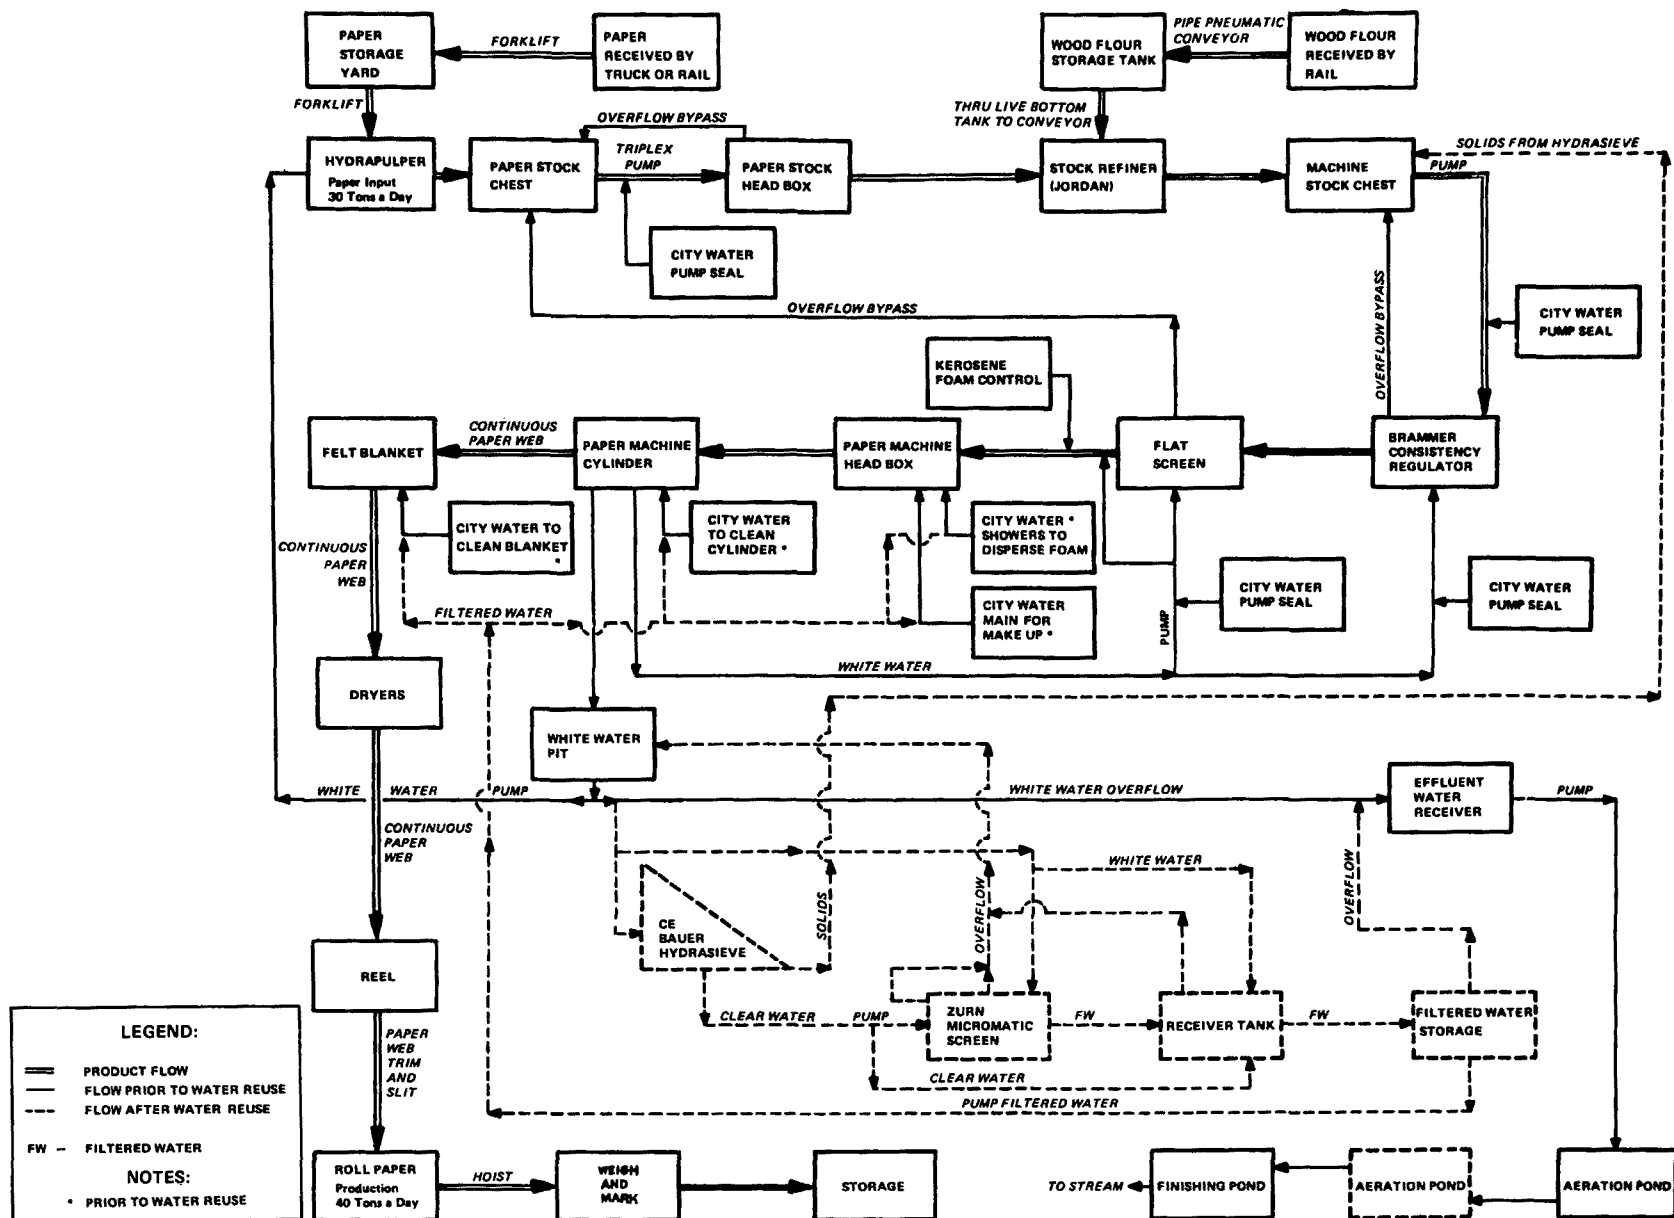 PAPER
STORAGE
YARD
FORKLIFT
PAPER
RECEIVED BY
TRUCK OR RAIL
WOOD FLOUR
STORAGE TANK
PIPE PNEUMATIC
CONVEYOR
WOOD FLOUR
RECEIVED BY
RAIL
FORKLIFT
THRU LIVE BOTTOM
TANK TO CONVEYOR
OVERFLOW BYPASS
HYDRAPULPER
Paper Input
30 Tons a Day
PAPER STOCK
CHEST
TRIPLEX
PUMP
PAPER STOCK
HEAD BOX
STOCK REFINER
(JORDAN)
MACHINE
STOCK CHEST
SOLIDS FROM HYDRASIEVE
PUMP
CITY WATER
PUMP SEAL
OVERFLOW BYPASS
OVERFLOW BYPASS
CITY WATER
PUMP SEAL
KEROSENE
FOAM CONTROL
FELT BLANKET
CONTINUOUS
PAPER WEB
PAPER MACHINE
CYLINDER
PAPER MACHINE
HEAD BOX
FLAT
SCREEN
BRAMMER
CONSISTENCY
REGULATOR
CITY WATER TO
CLEAN BLANKET
*
CITY WATER
TO CLEAN
CYLINDER *
CITY WATER *
SHOWERS TO
DISPERSE FOAM
CONTINUOUS
PAPER
WEB
CITY WATER
PUMP SEAL
CITY WATER
PUMP SEAL
FILTERED WATER
CITY WATER
MAIN FOR
MAKE UP *
PUMP
WHITE WATER
DRYERS
WHITE WATER
PIT
WHITE WATER PUMP
WHITE WATER OVERFLOW
EFFLUENT
WATER
RECEIVER
PUMP
CONTINUOUS
PAPER
WEB
WHITE WATER
CE
BAUER
HYDRASIEVE
SOLIDS
OVERFLOW
OVERFLOW
REEL
CLEAR WATER PUMP
ZURN
MICROMATIC
SCREEN
FW
RECEIVER TANK
FW
FILTERED WATER
STORAGE
CLEAR WATER
PUMP FILTERED WATER
PAPER
WEB
TRIM
AND
SLIT
LEGEND:
PRODUCT FLOW
FLOW PRIOR TO WATER REUSE
FLOW AFTER WATER REUSE
FW – FILTERED WATER
NOTES:
* PRIOR TO WATER REUSE
ROLL PAPER
Production
40 Tons a Day
HOIST
WEIGH
AND
MARK
STORAGE
TO STREAM
FINISHING POND
AERATION POND
AERATION POND